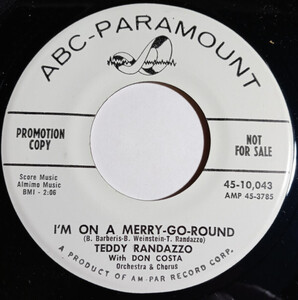 ABC-PARAMOUNT
PROMOTION
COPY
NOT
FOR SALE
Score Music
Almimo Music
BMI - 2:06
45-10,043
AMP 45-3785
I'M ON A MERRY-GO-ROUND
(B. Barberis-B. Weinstein-T. Randazzo)
TEDDY RANDAZZO
With DON COSTA
Orchestra & Chorus
A PRODUCT OF AM-PAR RECORD CORP.